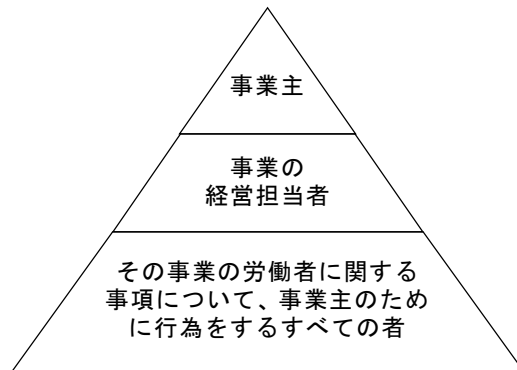 事業主
事業の
経営担当者
その事業の労働者に関する
事項について、事業主のため
に行為をするすべての者